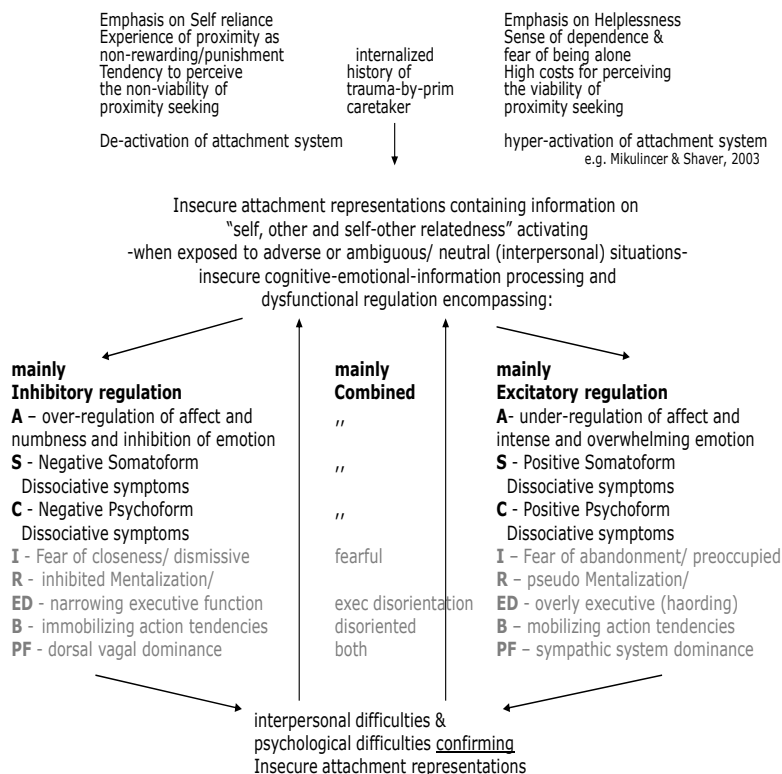 Emphasis on Self reliance
Experience of proximity as
non-rewarding/punishment
Tendency to perceive
the non-viability of
proximity seeking
De-activation of attachment system
internalized
history of
trauma-by-prim
caretaker
Emphasis on Helplessness
Sense of dependence &
fear of being alone
High costs for perceiving
the viability of
proximity seeking
hyper-activation of attachment system
e.g. Mikulincer & Shaver, 2003
Insecure attachment representations containing information on
“self, other and self-other relatedness” activating
-when exposed to adverse or ambiguous/ neutral (interpersonal) situations-
insecure cognitive-emotional-information processing and
dysfunctional regulation encompassing:
mainly
Inhibitory regulation
A – over-regulation of affect and
numbness and inhibition of emotion
S - Negative Somatoform
Dissociative symptoms
C - Negative Psychoform
Dissociative symptoms
I - Fear of closeness/ dismissive
R - inhibited Mentalization/
ED - narrowing executive function
B - immobilizing action tendencies
PF - dorsal vagal dominance
mainly
Combined
,,
,,
,,
fearful
exec disorientation
disoriented
both
mainly
Excitatory regulation
A- under-regulation of affect and
intense and overwhelming emotion
S - Positive Somatoform
Dissociative symptoms
C - Positive Psychoform
Dissociative symptoms
I – Fear of abandonment/ preoccupied
R – pseudo Mentalization/
ED - overly executive (haording)
B - mobilizing action tendencies
PF – sympathic system dominance
interpersonal difficulties &
psychological difficulties confirming
Insecure attachment representations